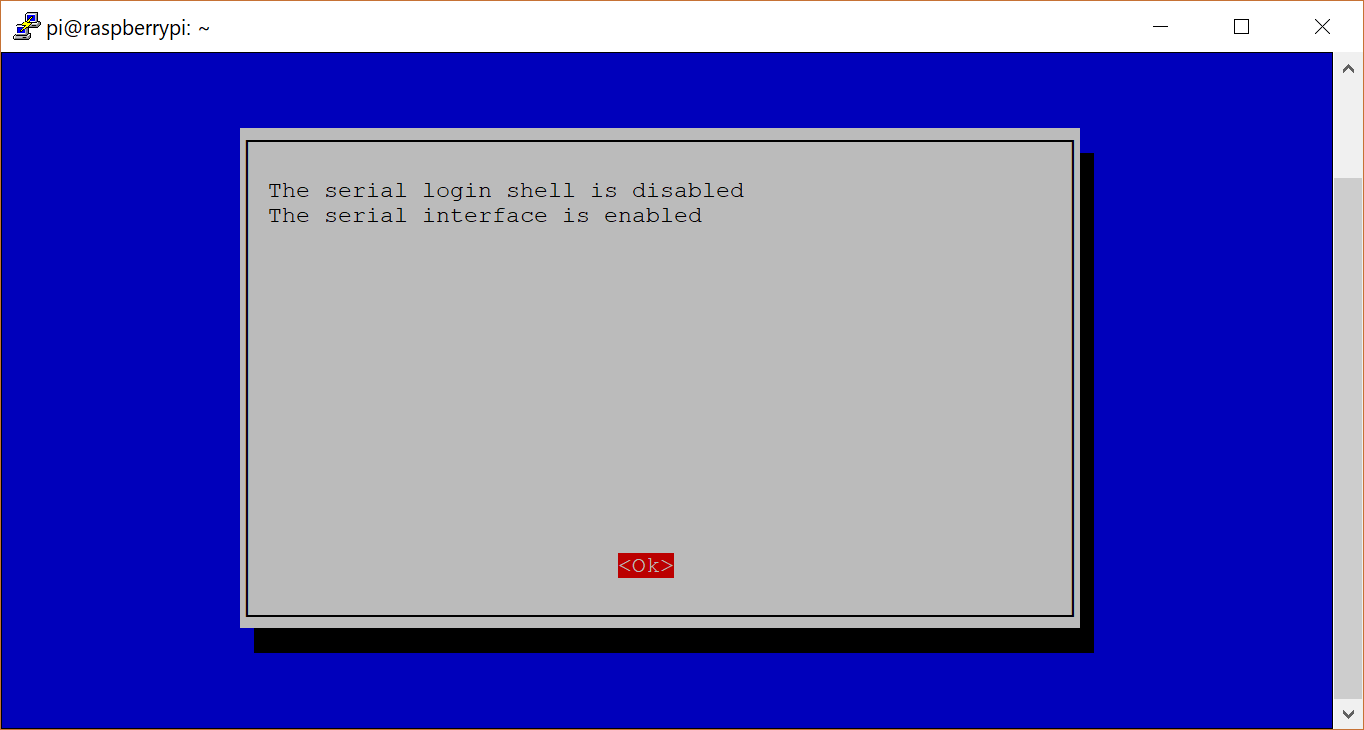 pi@raspberrypi: ~
The serial login shell is disabled
The serial interface is enabled
<Ok>